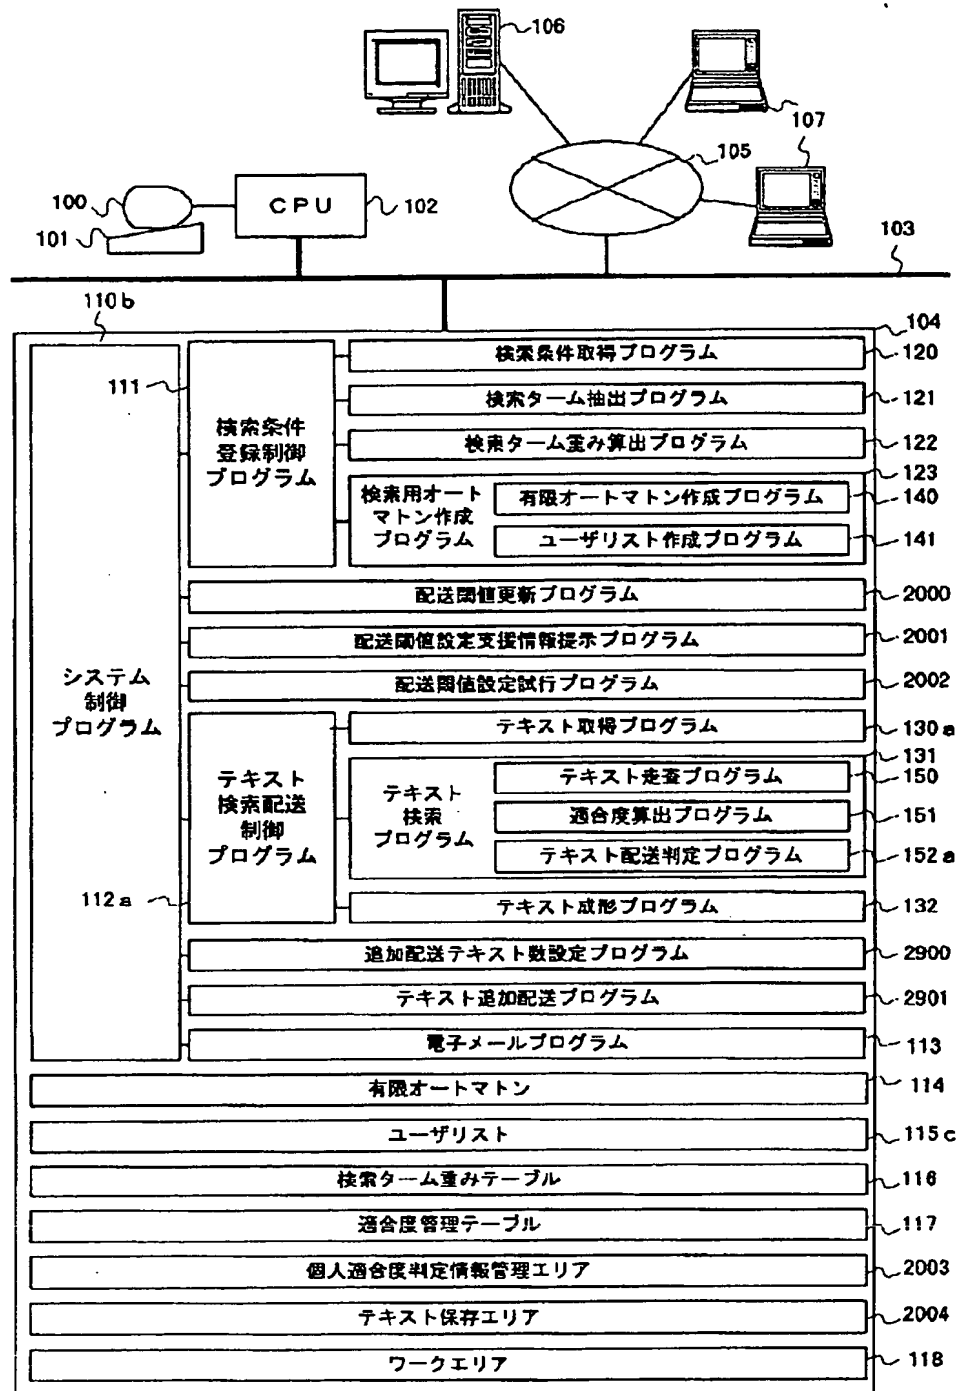 106
107
105
100
101
CPU
102
103
110b
104
111
検索条件
登録制御
プログラム
検索条件取得プログラム
120
検索ターム抽出プログラム
121
検索ターム重み算出プログラム
122
123
検索用オート
マトン作成
プログラム
有限オートマトン作成プログラム
140
ユーザリスト作成プログラム
141
配送閾値更新プログラム
2000
配送閾値設定支援情報提示プログラム
2001
配送閾値設定試行プログラム
2002
システム
制御
プログラム
テキスト
検索配送
制御
プログラム
112a
テキスト取得プログラム
130a
131
テキスト
検索
プログラム
テキスト走査プログラム
150
適合度算出プログラム
151
テキスト配送判定プログラム
152a
テキスト成形プログラム
132
追加配送テキスト数設定プログラム
2900
テキスト追加配送プログラム
2901
電子メールプログラム
113
有限オートマトン
114
ユーザリスト
115c
検索ターム重みテーブル
116
適合度管理テーブル
117
個人適合度判定情報管理エリア
2003
テキスト保存エリア
2004
ワークエリア
118